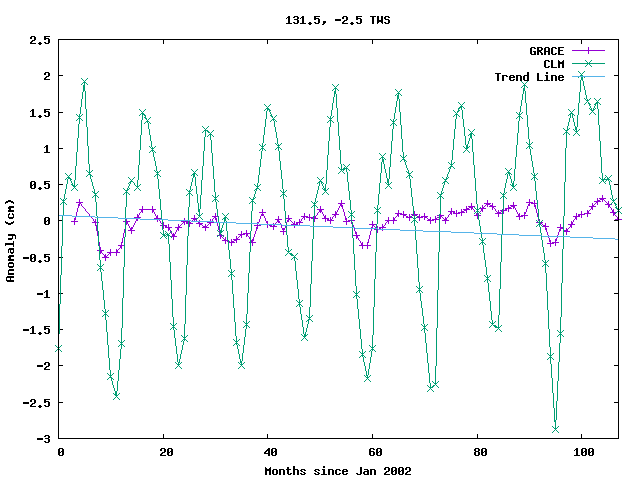 131.5, -2.5 TWS
GRACE
CLM
Trend Line
2.5
2
1.5
1
0.5
0
-0.5
-1
-1.5
-2
-2.5
-3
Anomaly (cm)
0 20 40 60 80 100
Months since Jan 2002